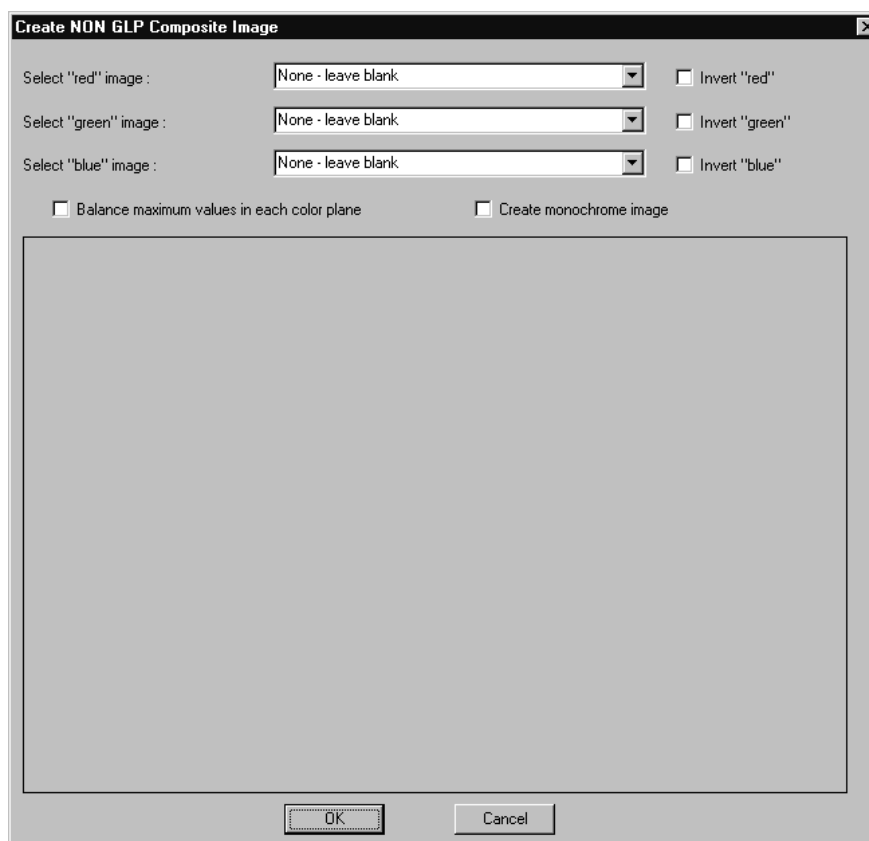 Create NON GLP Composite Image
Select "red" image : None - leave blank Invert "red"
Select "green" image : None - leave blank Invert "green"
Select "blue" image : None - leave blank Invert "blue"
Balance maximum values in each color plane Create monochrome image
OK Cancel